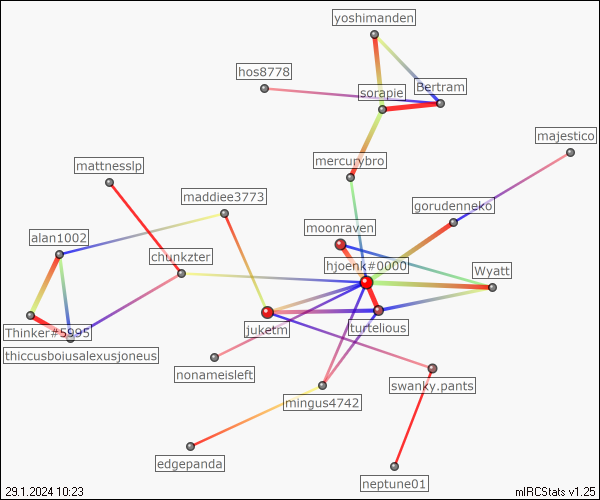 yoshimanden
hos8778
sorapie
Bertram
majestico
mercurybro
mattnesslp
maddiee3773
gorudenneko
moonraven
alan1002
chunkzter
hjoenk#0000
Wyatt
Thinker#5995
juketm
turtelious
thiccusboiusalexusjoneus
nonameisleft
swanky.pants
mingus4742
edgepanda
neptune01
29.1.2024 10:23
mIRCStats v1.25